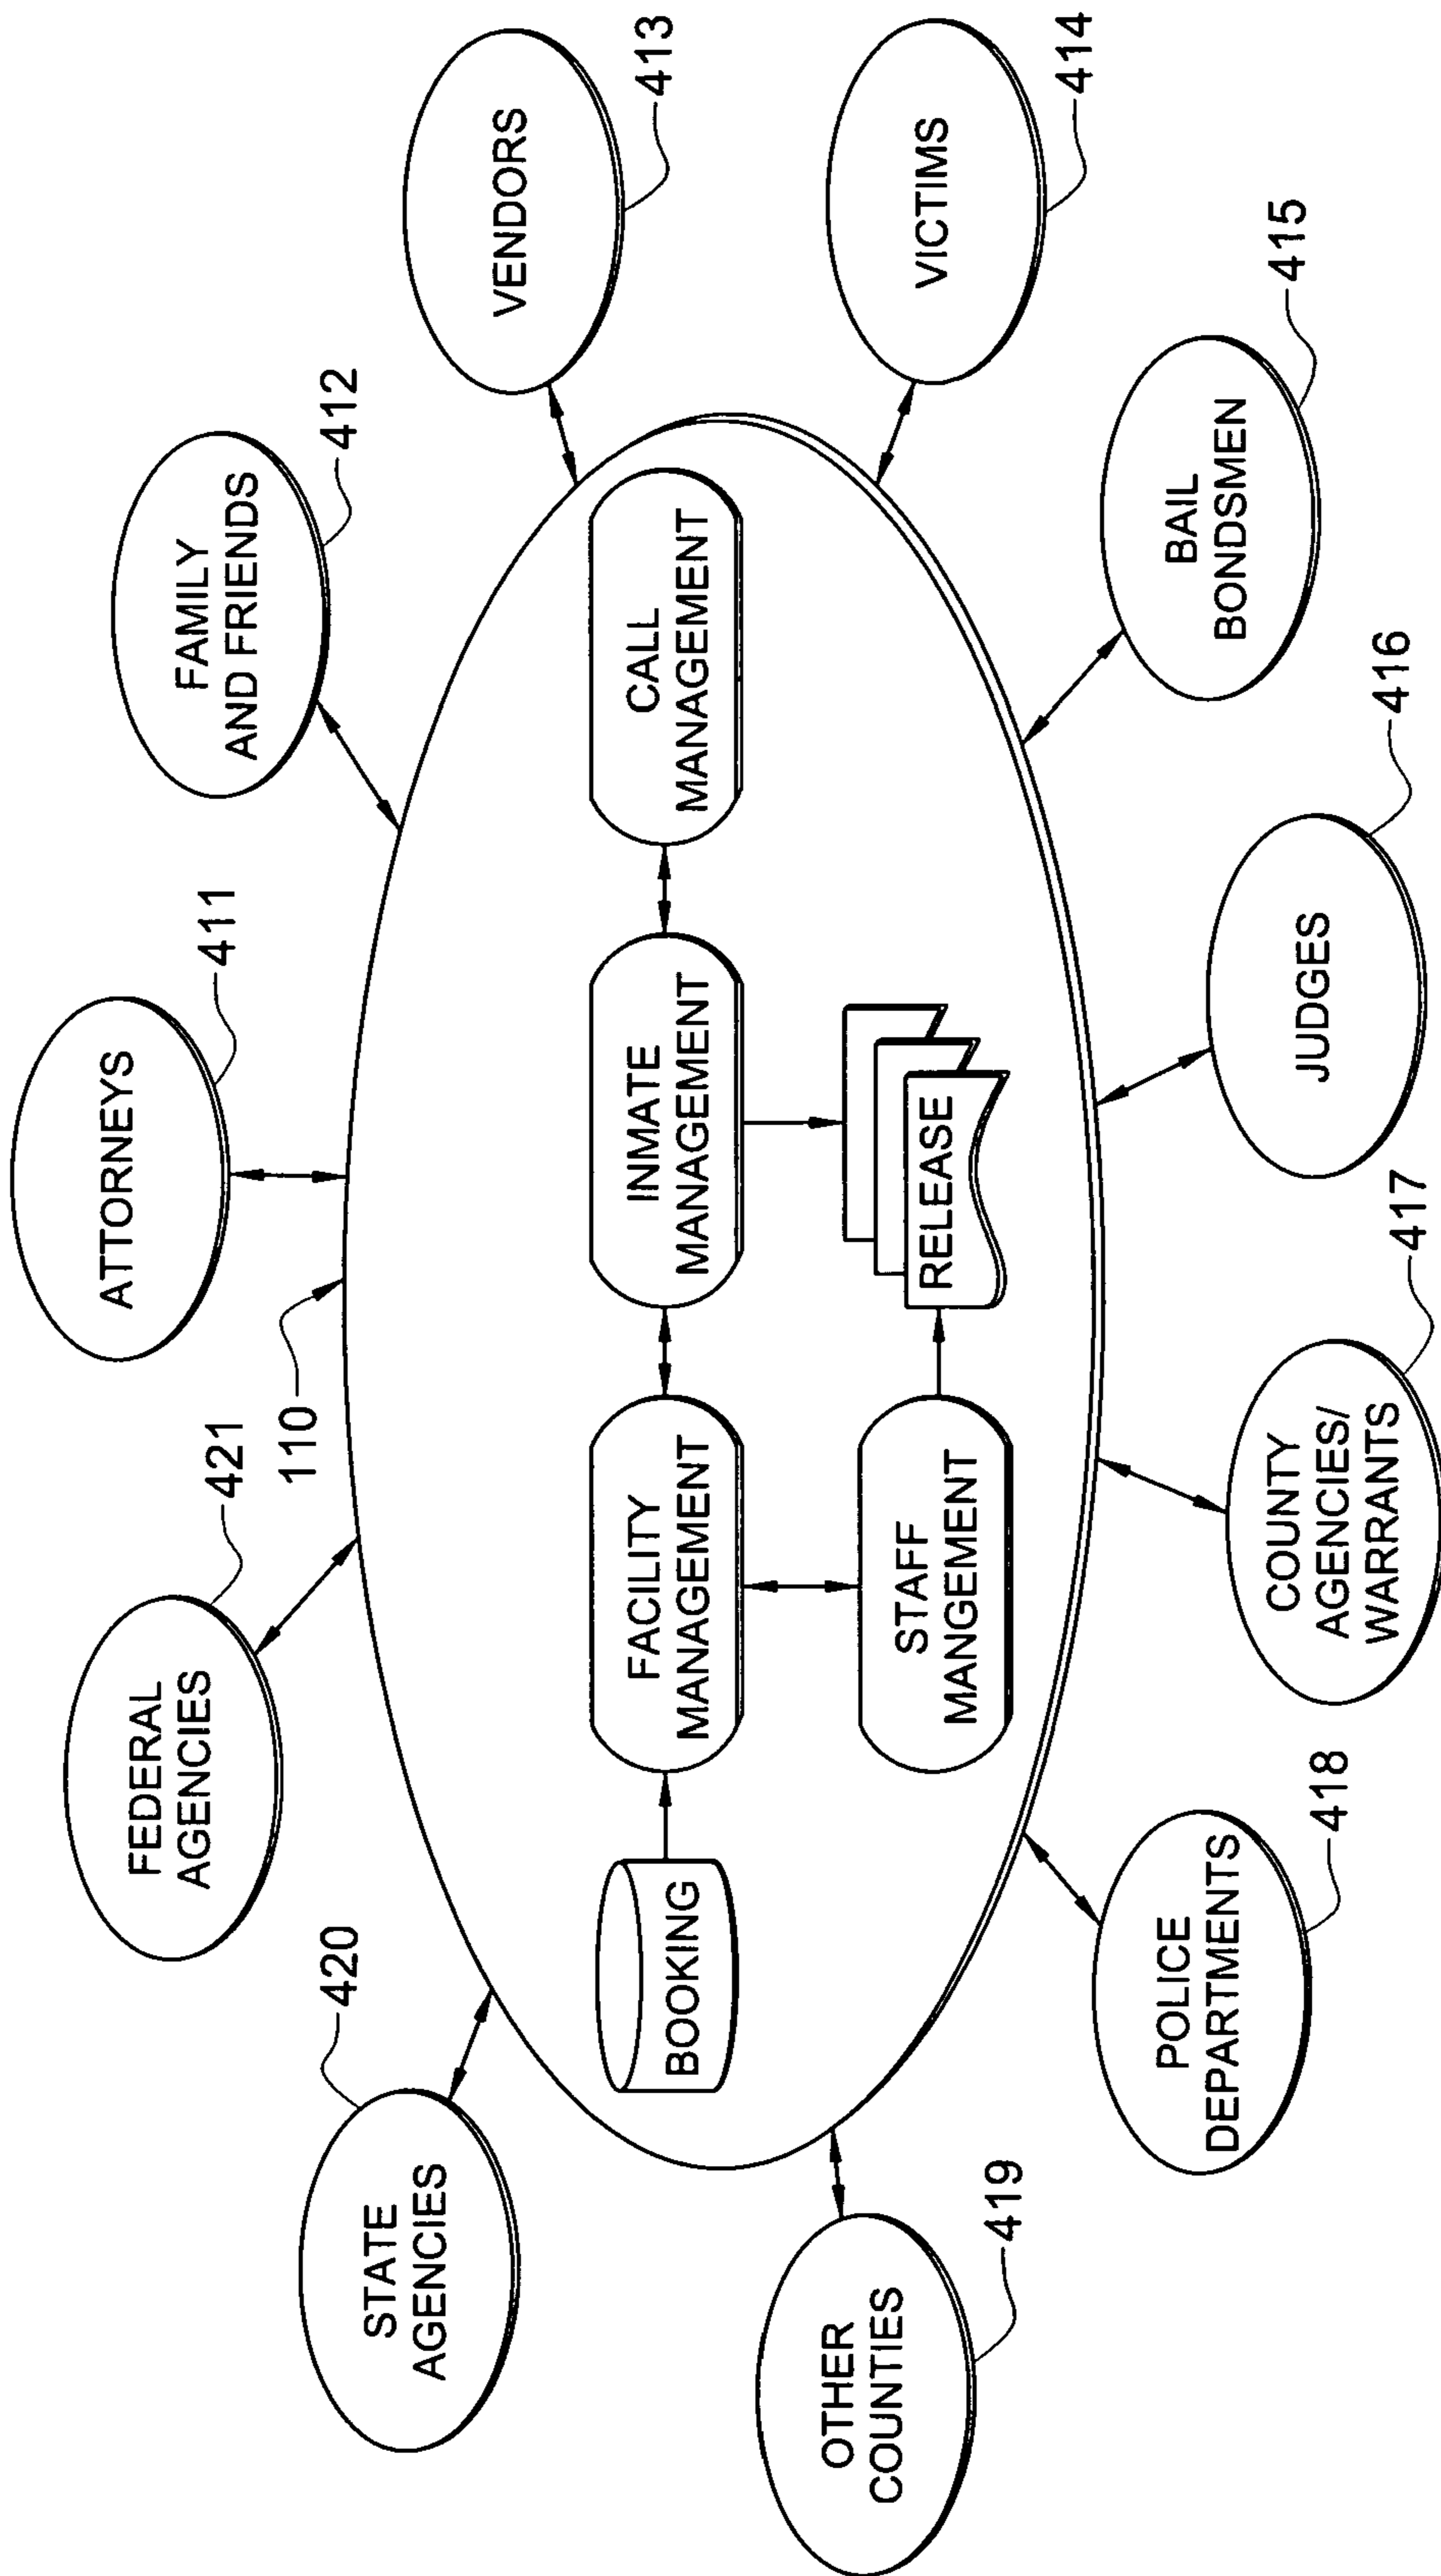 ATTORNEYS
411
FAMILY
AND FRIENDS
412
VENDORS
413
VICTIMS
414
BAIL
BONDSMEN
415
JUDGES
416
COUNTY
AGENCIES/
WARRANTS
417
POLICE
DEPARTMENTS
418
OTHER
COUNTIES
419
STATE
AGENCIES
420
FEDERAL
AGENCIES
421
110
BOOKING
FACILITY
MANAGEMENT
INMATE
MANAGEMENT
CALL
MANAGEMENT
STAFF
MANGEMENT
RELEASE